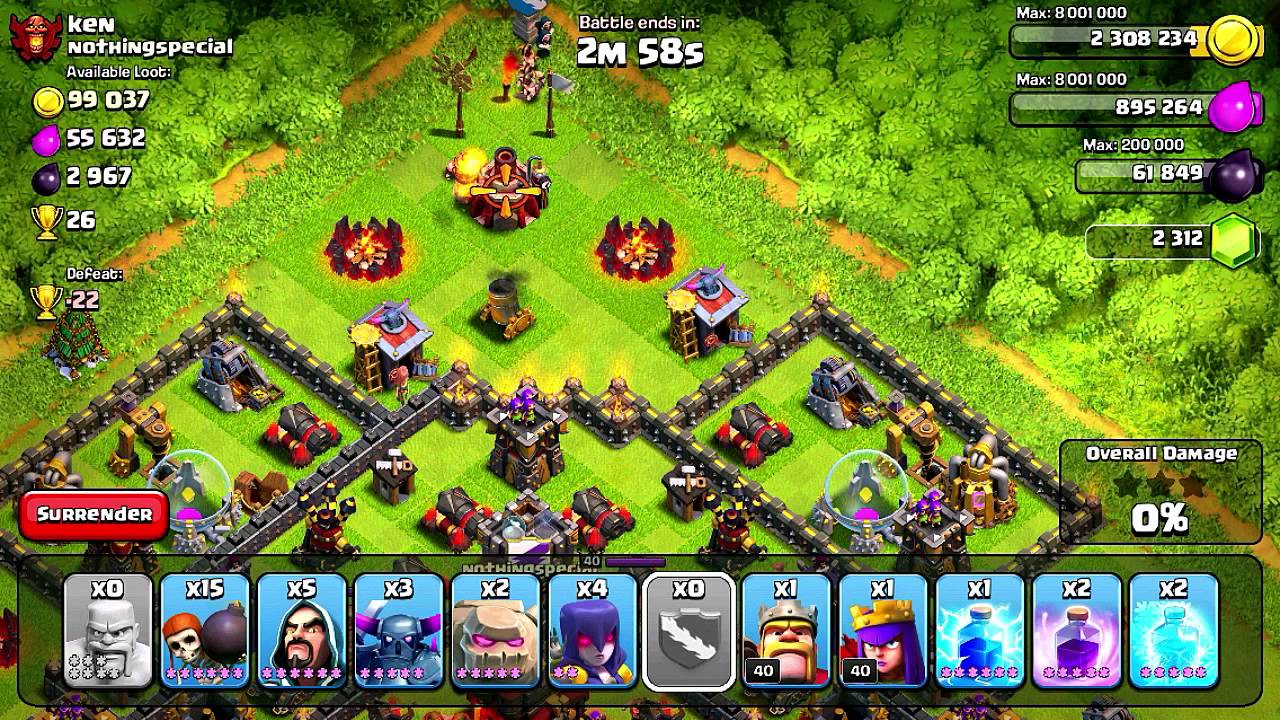 ken
nothingspecial
Available Loot:
99 037
55 632
2 967
26
Defeat:
-22
Battle ends in:
2M 58s
Max: 8 001 000
2 308 234
Max: 8 001 000
895 264
Max: 200 000
61 849
2 312
Overall Damage
0%
Surrender
nothingspecial
40
x0
x15
x5
x3
x2
x4
x0
x1
x1
x1
x2
x2
40
40